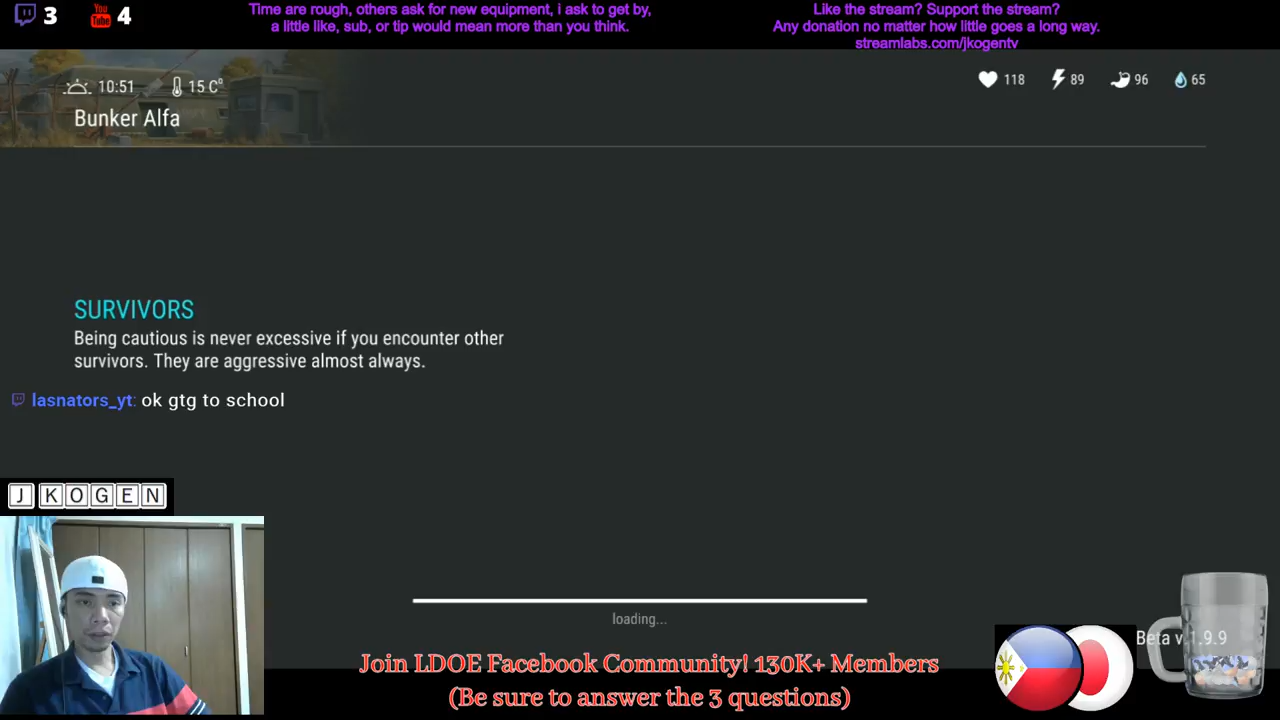 3
You Tube 4
Time are rough, others ask for new equipment, i ask to get by,
a little like, sub, or tip would mean more than you think.
Like the stream? Support the stream?
Any donation no matter how little goes a long way.
streamlabs.com/jkogentv
10:51 15 C°
118 89 96 65
Bunker Alfa
SURVIVORS
Being cautious is never excessive if you encounter other
survivors. They are aggressive almost always.
lasnators_yt: ok gtg to school
JKOGEN
loading...
Beta v.1.9.9
Join LDOE Facebook Community! 130K+ Members
(Be sure to answer the 3 questions)